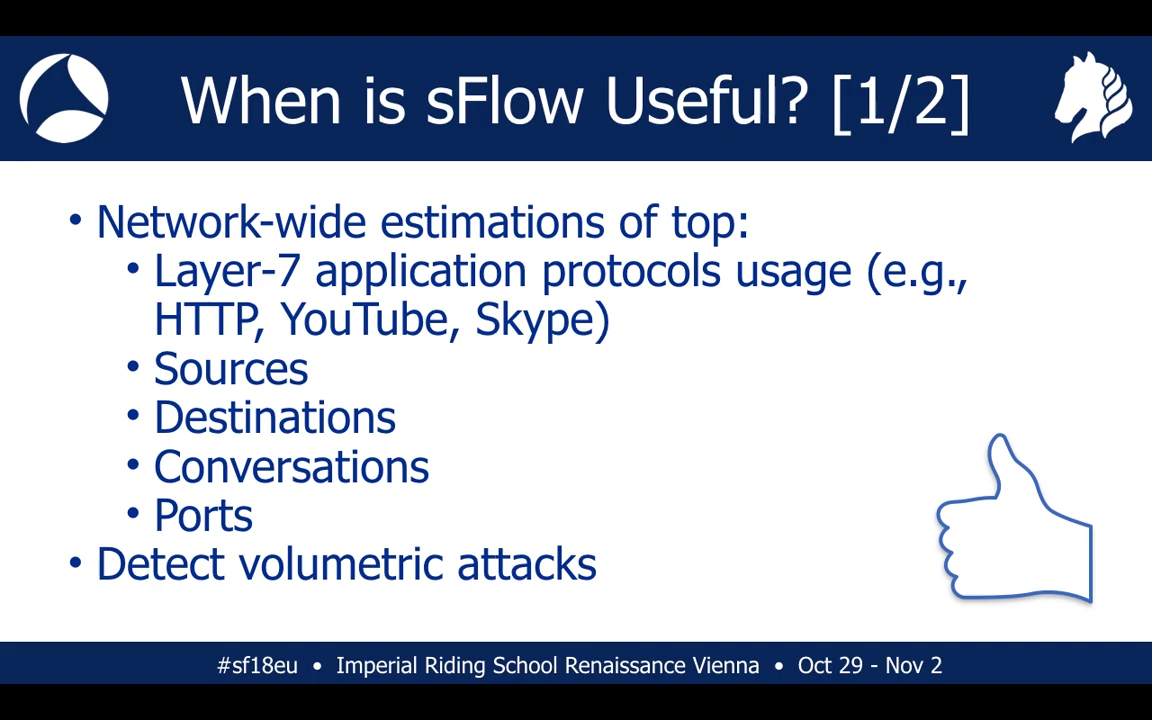 When is sFlow Useful? [1/2]
• Network-wide estimations of top:
• Layer-7 application protocols usage (e.g.,
HTTP, YouTube, Skype)
• Sources
• Destinations
• Conversations
• Ports
• Detect volumetric attacks
#sf18eu • Imperial Riding School Renaissance Vienna • Oct 29 - Nov 2